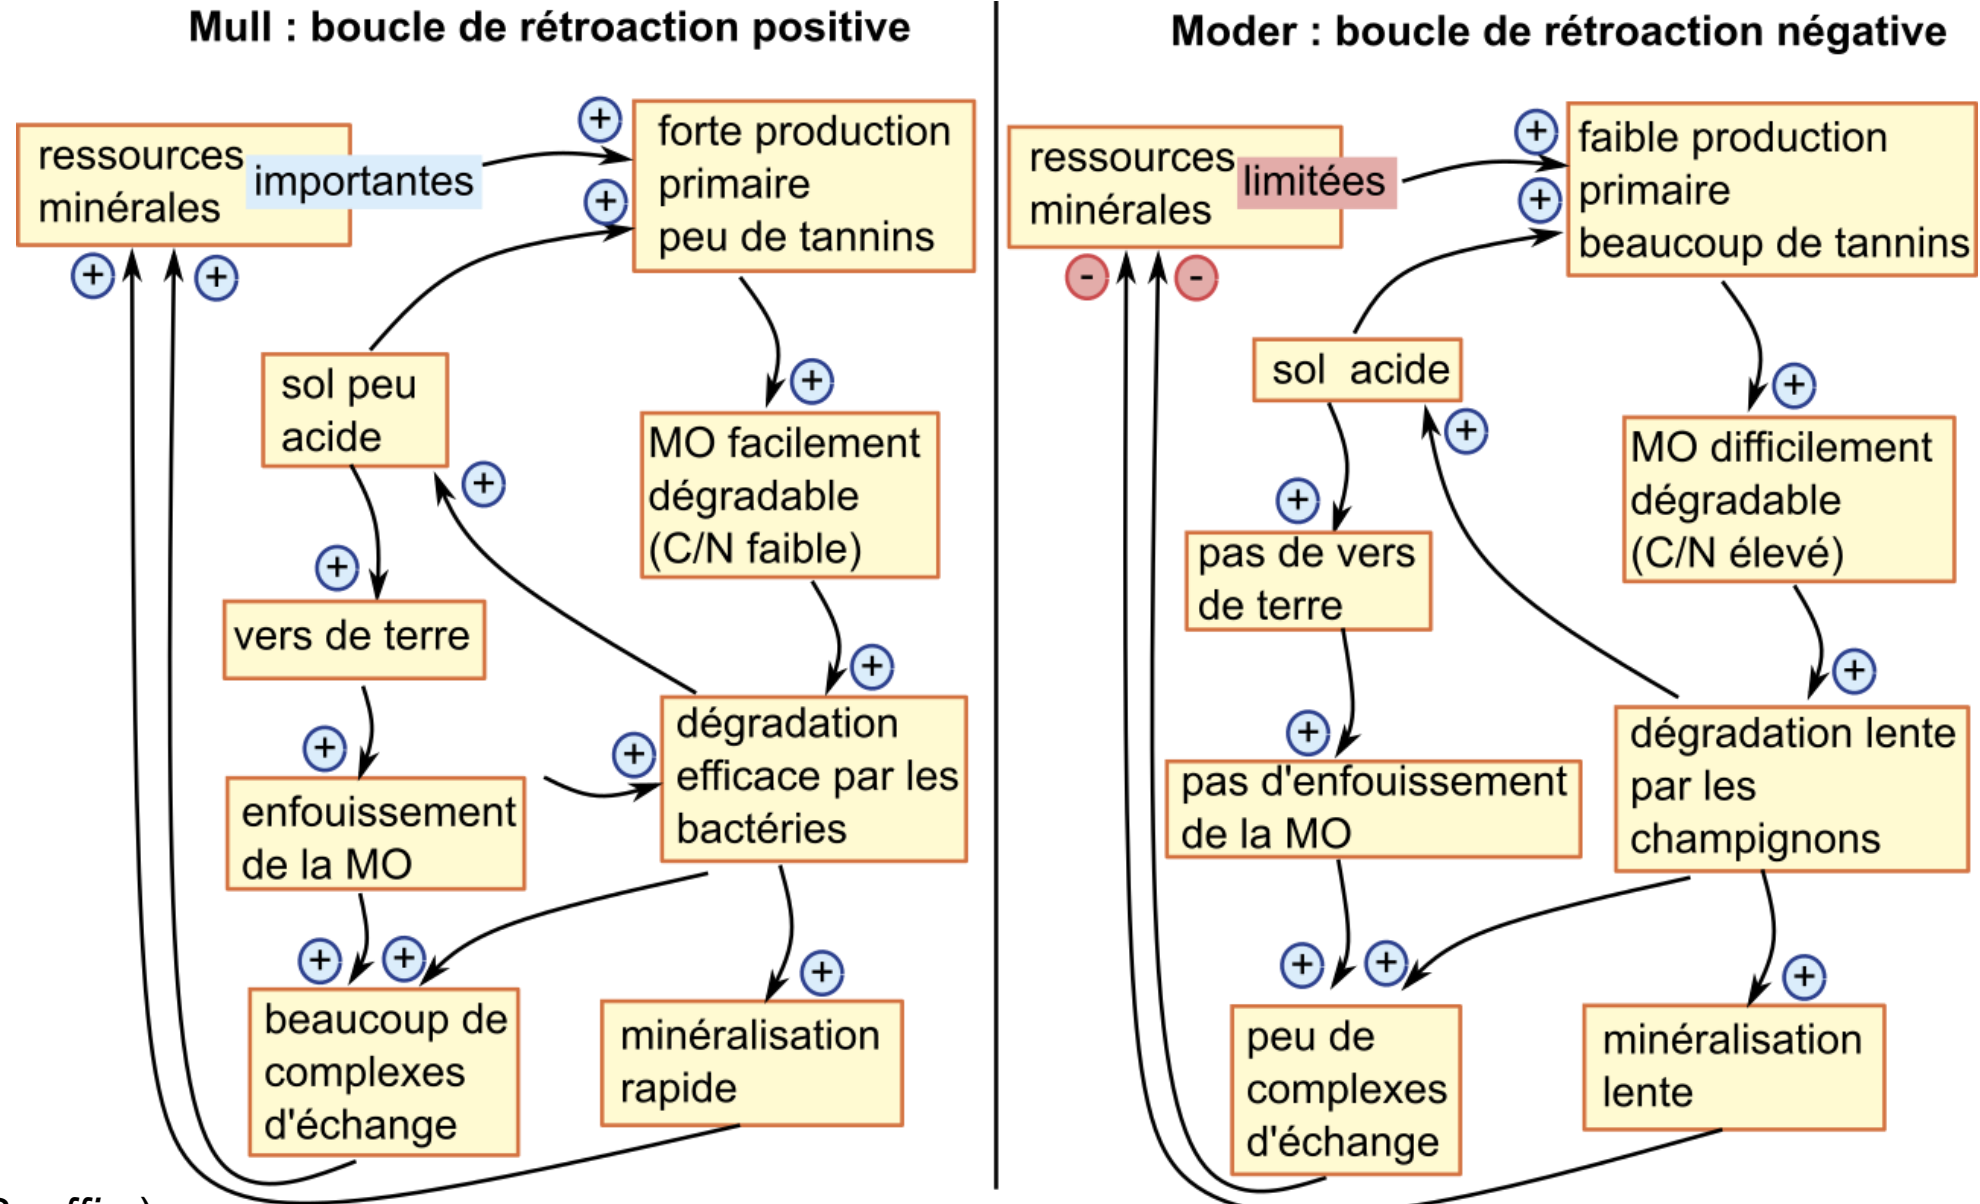 Mull : boucle de rétroaction positive
ressources
minérales
importantes
+
forte production
primaire
peu de tannins
+
+
+
sol peu
acide
+
MO facilement
dégradable
(C/N faible)
+
+
vers de terre
+
+
enfouissement
de la MO
+
dégradation
efficace par les
bactéries
+
+
+
beaucoup de
complexes
d'échange
minéralisation
rapide
Moder : boucle de rétroaction négative
ressources
minérales
limitées
+
faible production
primaire
beaucoup de tannins
+
-
-
sol acide
+
MO difficilement
dégradable
(C/N élevé)
+
+
pas de vers
de terre
+
+
pas d'enfouissement
de la MO
dégradation lente
par les
champignons
+
+
+
peu de
complexes
d'échange
minéralisation
lente